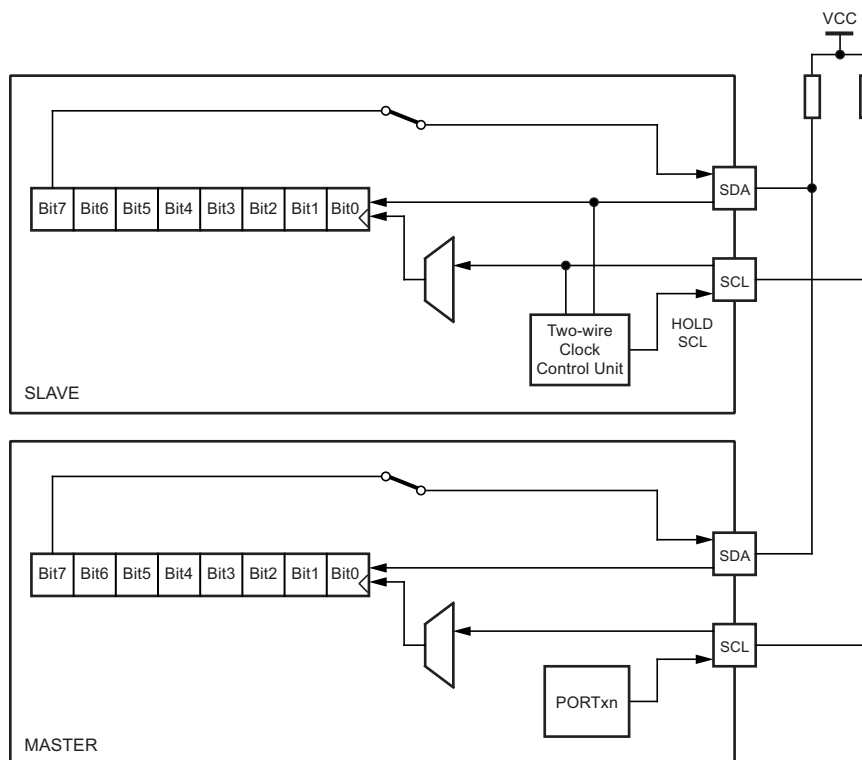 VCC
SDA
Bit7 Bit6 Bit5 Bit4 Bit3 Bit2 Bit1 Bit0
SCL
Two-wire
Clock
Control Unit
HOLD
SCL
SLAVE
SDA
Bit7 Bit6 Bit5 Bit4 Bit3 Bit2 Bit1 Bit0
SCL
PORTxn
MASTER